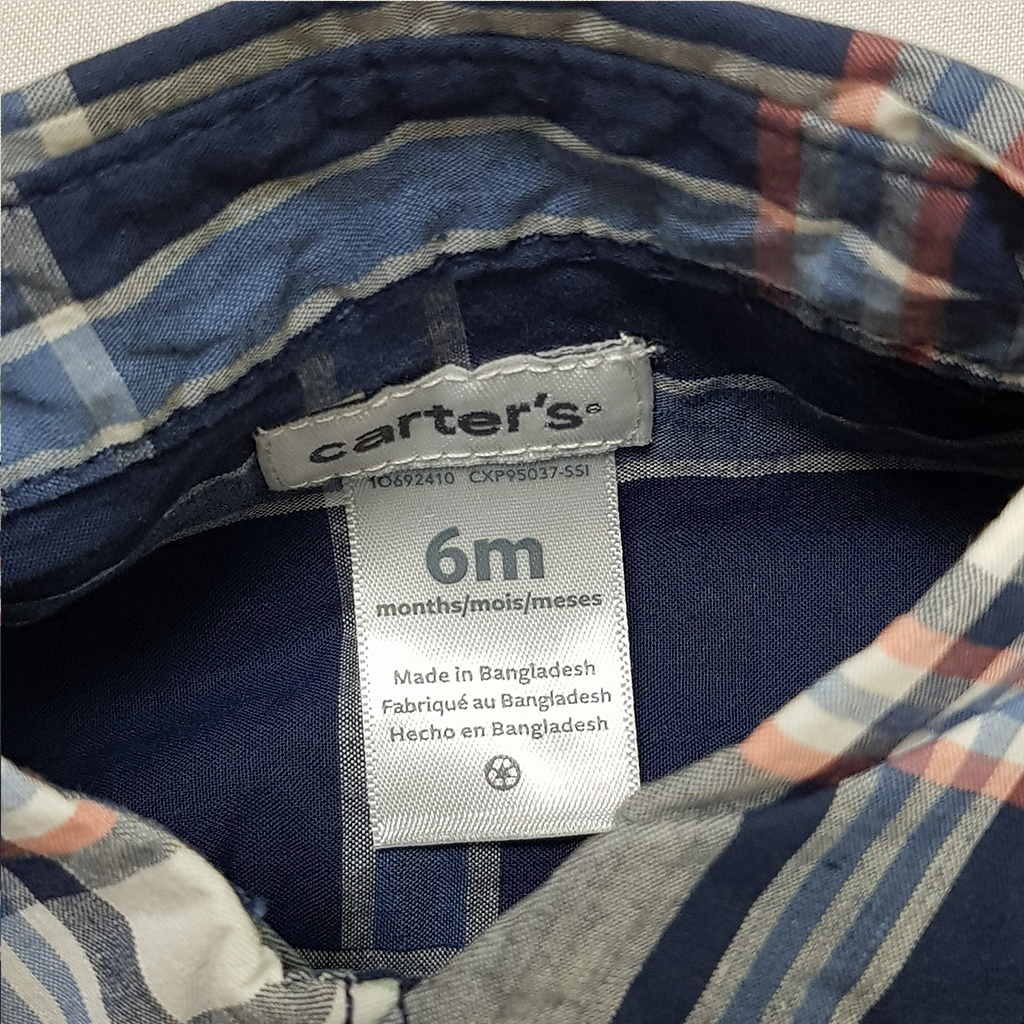 carter's®
10692410 CXP95037-SSI
6m
months/mois/meses
Made in Bangladesh
Fabriqué au Bangladesh
Hecho en Bangladesh